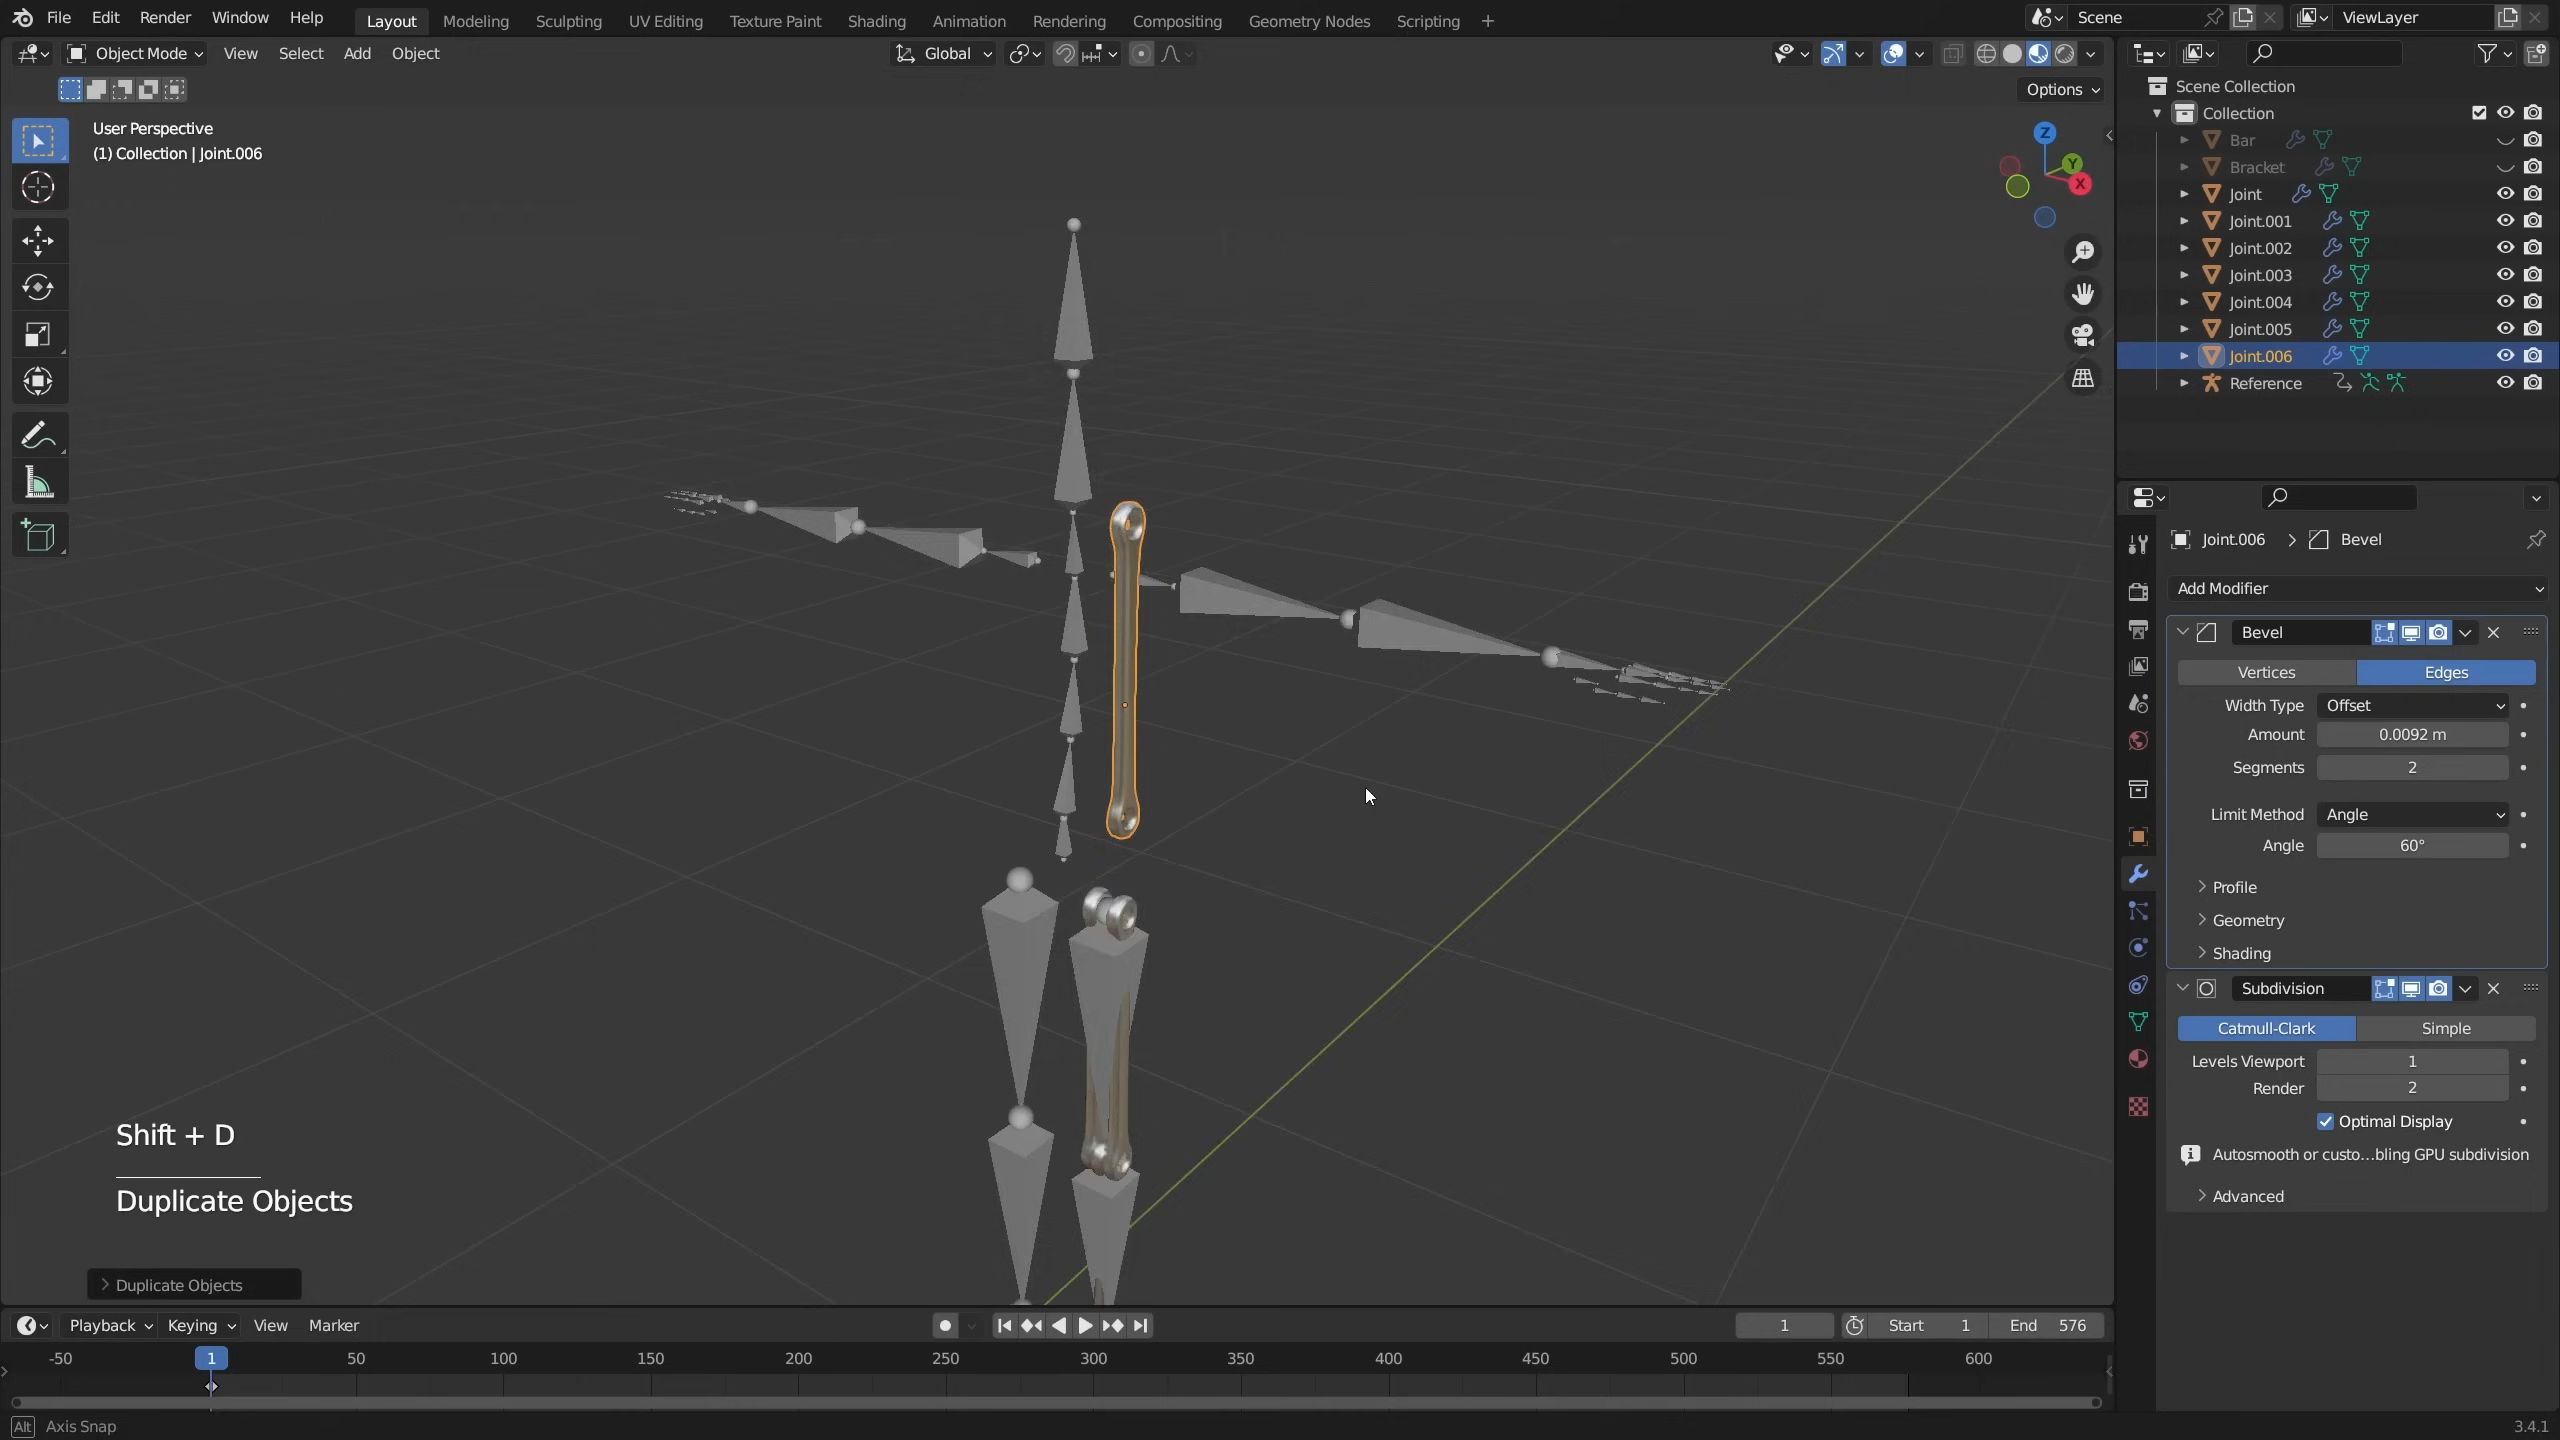 File Edit Render Window Help
Layout Modeling Sculpting UV Editing Texture Paint Shading Animation Rendering Compositing Geometry Nodes Scripting +
Scene
ViewLayer
Object Mode View Select Add Object
Global
Options
User Perspective
(1) Collection | Joint.006
Z
Y
X
Scene Collection
Collection
Bar
Bracket
Joint
Joint.001
Joint.002
Joint.003
Joint.004
Joint.005
Joint.006
Reference
Joint.006 > Bevel
Add Modifier
Bevel
Vertices Edges
Width Type Offset
Amount 0.0092 m
Segments 2
Limit Method Angle
Angle 60°
Profile
Geometry
Shading
Subdivision
Catmull-Clark Simple
Levels Viewport 1
Render 2
Optimal Display
Autosmooth or custo...bling GPU subdivision
Advanced
Shift + D
Duplicate Objects
Duplicate Objects
Playback Keying View Marker
1
Start 1
End 576
-50 1 50 100 150 200 250 300 350 400 450 500 550 600
Alt Axis Snap
3.4.1